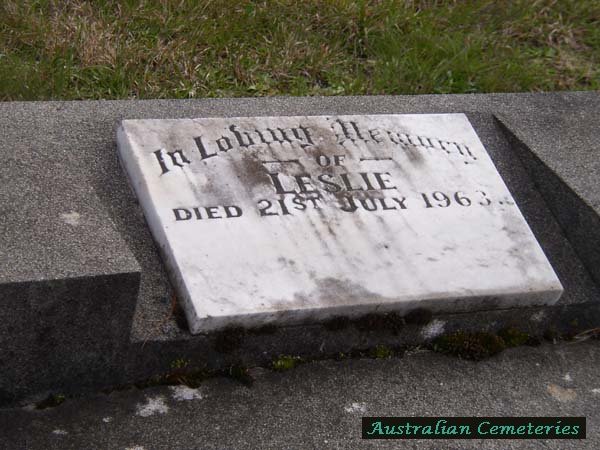 In Loving Memory
OF
LESLIE
DIED 21ST JULY 1963.
Australian Cemeteries